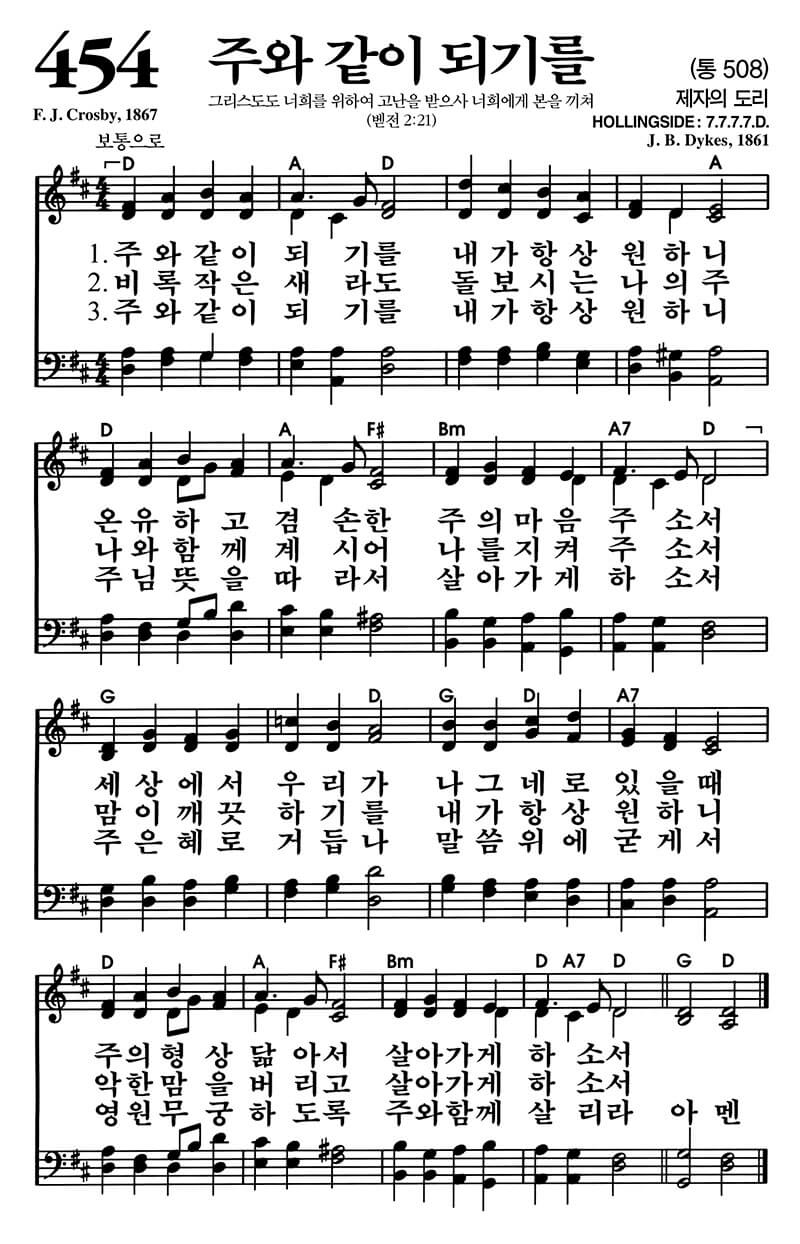 454
주와 같이 되기를
(통 508)
그리스도도 너희를 위하여 고난을 받으사 너희에게 본을 끼쳐
(벧전 2:21)
제자의 도리
F. J. Crosby, 1867
HOLLINGSIDE : 7.7.7.7.D.
J. B. Dykes, 1861
보통으로
D A D A
1. 주와같이 되 기를 내가항상 원하니
2. 비록작은 새 라도 돌보시는 나의주
3. 주와같이 되 기를 내가항상 원하니
D A F# Bm A7 D
온유하고 겸 손한 주의마음 주 소서
나와함께 계 시어 나를지켜 주 소서
주님뜻을 따 라서 살아가게 하 소서
G D G D A7
세상에서 우리가 나그네로 있을때
맘이깨끗 하기를 내가항상 원하니
주은혜로 거듭나 말씀위에 굳게서
D A F# Bm D A7 D G D
주의형상 닮 아서 살아가게 하 소서
악한맘을 버 리고 살아가게 하 소서
영원무궁 하 도록 주와함께 살 리라 아멘